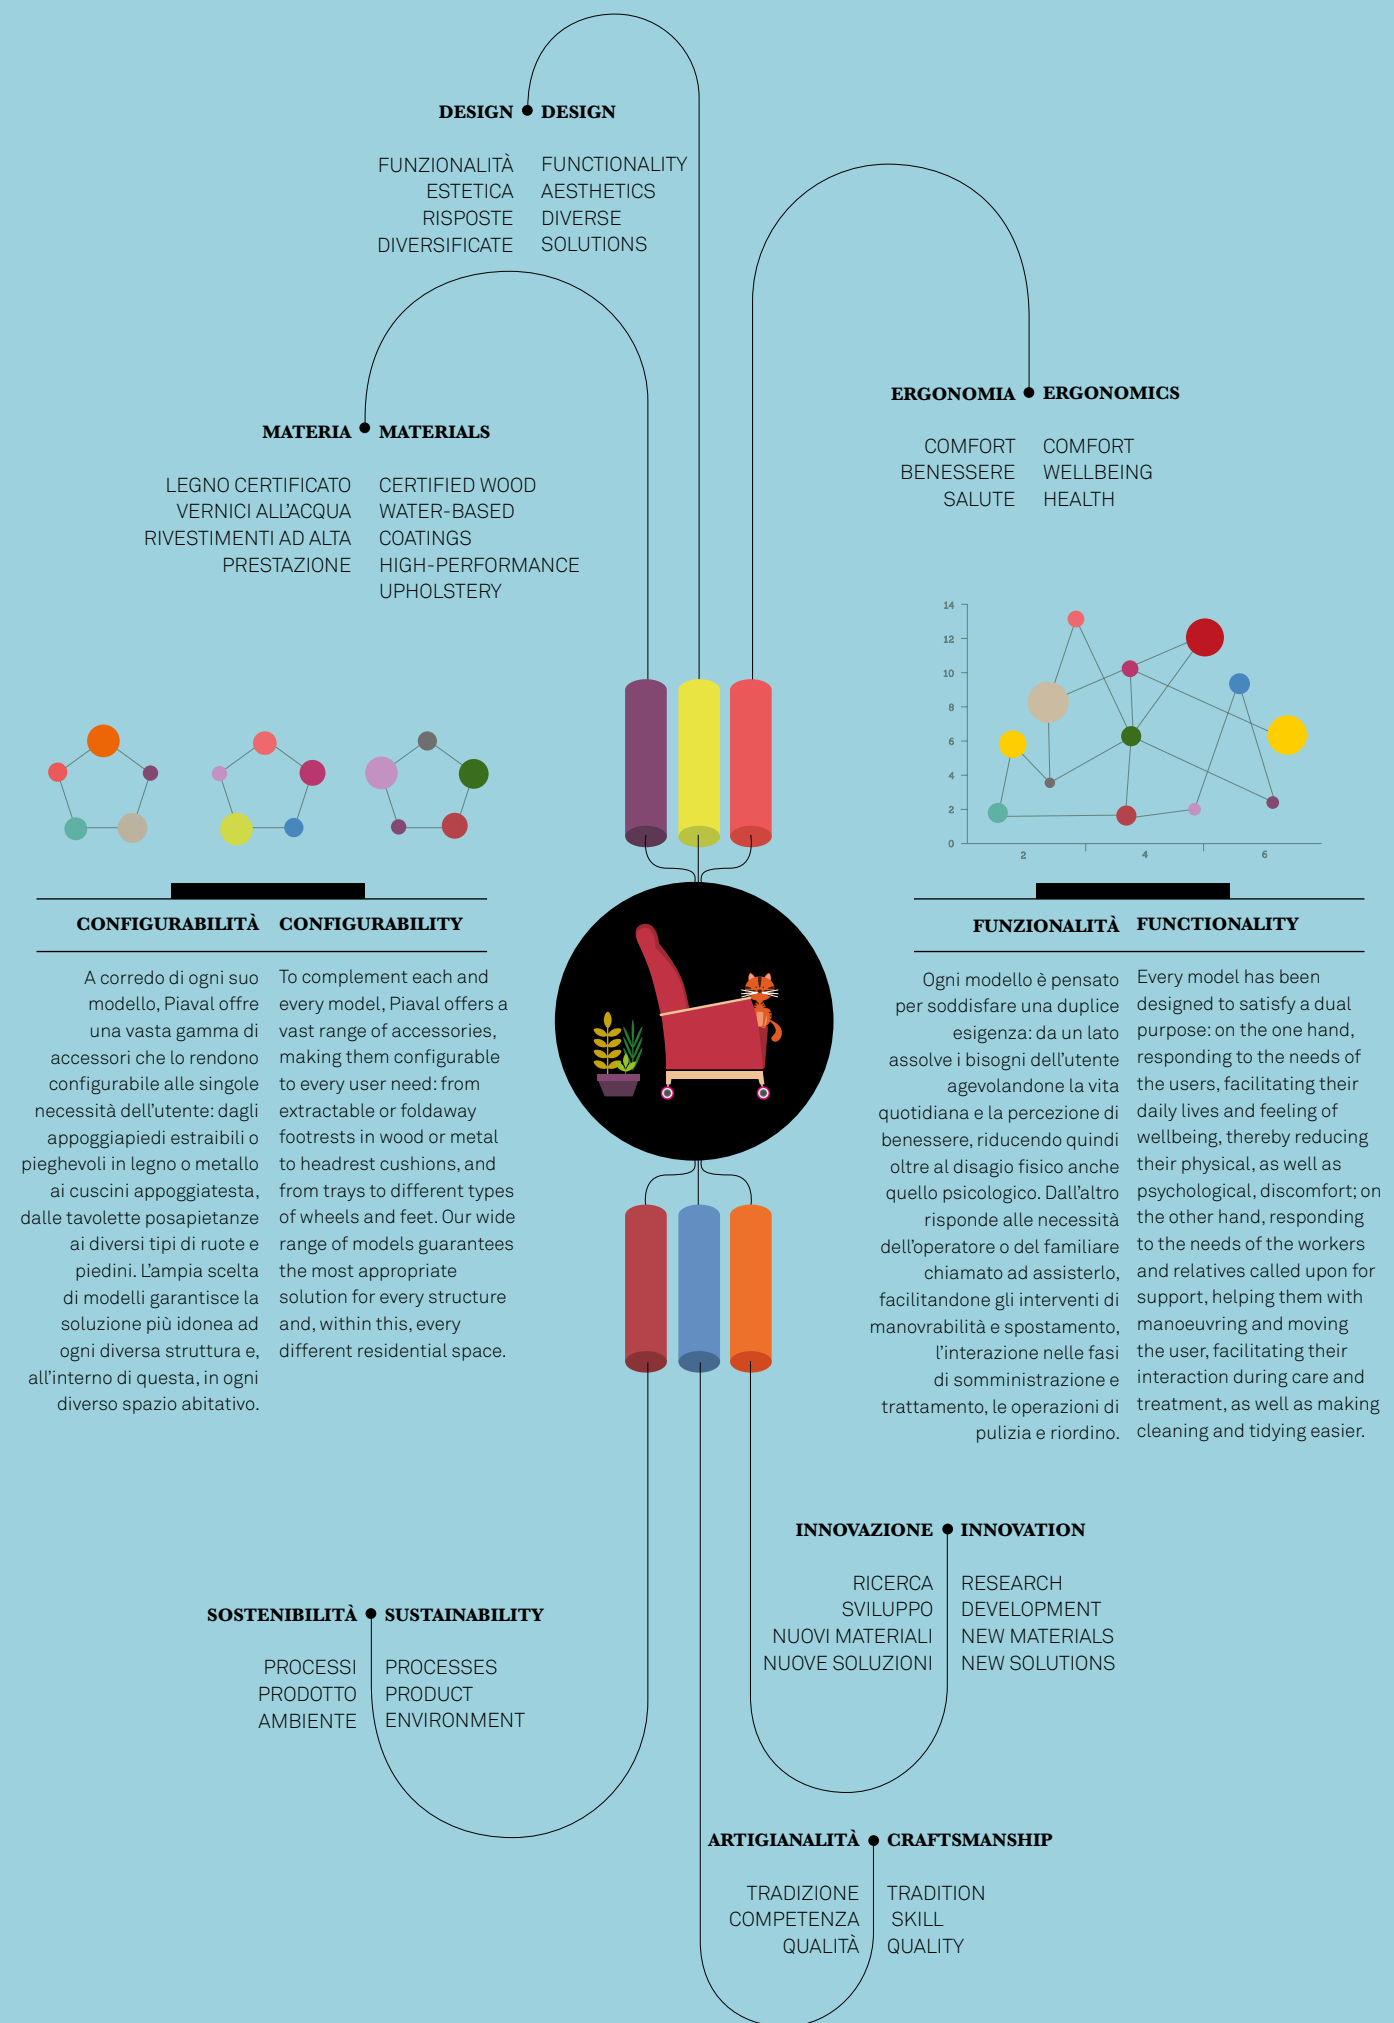 DESIGN DESIGN
FUNZIONALITÀ
ESTETICA
RISPOSTE
DIVERSIFICATE
FUNCTIONALITY
AESTHETICS
DIVERSE
SOLUTIONS
MATERIA MATERIALS
LEGNO CERTIFICATO
VERNICI ALL'ACQUA
RIVESTIMENTI AD ALTA
PRESTAZIONE
CERTIFIED WOOD
WATER-BASED
COATINGS
HIGH-PERFORMANCE
UPHOLSTERY
ERGONOMIA ERGONOMICS
COMFORT
BENESSERE
SALUTE
COMFORT
WELLBEING
HEALTH
14
12
10
8
6
4
2
0
2 4 6
CONFIGURABILITÀ
A corredo di ogni suo
modello, Piaval offre
una vasta gamma di
accessori che lo rendono
configurabile alle singole
necessità dell'utente: dagli
appoggiapiedi estraibili o
pieghevoli in legno o metallo
ai cuscini appoggiatesta,
dalle tavolette posapietanze
ai diversi tipi di ruote e
piedini. L'ampia scelta
di modelli garantisce la
soluzione più idonea ad
ogni diversa struttura e,
all'interno di questa, in ogni
diverso spazio abitativo.
CONFIGURABILITY
To complement each and
every model, Piaval offers a
vast range of accessories,
making them configurable
to every user need: from
extractable or foldaway
footrests in wood or metal
to headrest cushions, and
from trays to different types
of wheels and feet. Our wide
range of models guarantees
the most appropriate
solution for every structure
and, within this, every
different residential space.
FUNZIONALITÀ
Ogni modello è pensato
per soddisfare una duplice
esigenza: da un lato
assolve i bisogni dell'utente
agevolandone la vita
quotidiana e la percezione di
benessere, riducendo quindi
oltre al disagio fisico anche
quello psicologico. Dall'altro
risponde alle necessità
dell'operatore o del familiare
chiamato ad assisterlo,
facilitandone gli interventi di
manovrabilità e spostamento,
l'interazione nelle fasi
di somministrazione e
trattamento, le operazioni di
pulizia e riordino.
FUNCTIONALITY
Every model has been
designed to satisfy a dual
purpose: on the one hand,
responding to the needs of
the users, facilitating their
daily lives and feeling of
wellbeing, thereby reducing
their physical, as well as
psychological, discomfort; on
the other hand, responding
to the needs of the workers
and relatives called upon for
support, helping them with
manoeuvring and moving
the user, facilitating their
interaction during care and
treatment, as well as making
cleaning and tidying easier.
INNOVAZIONE INNOVATION
RICERCA
SVILUPPO
NUOVI MATERIALI
NUOVE SOLUZIONI
RESEARCH
DEVELOPMENT
NEW MATERIALS
NEW SOLUTIONS
SOSTENIBILITÀ SUSTAINABILITY
PROCESSI
PRODOTTO
AMBIENTE
PROCESSES
PRODUCT
ENVIRONMENT
ARTIGIANALITÀ CRAFTSMANSHIP
TRADIZIONE
COMPETENZA
QUALITÀ
TRADITION
SKILL
QUALITY